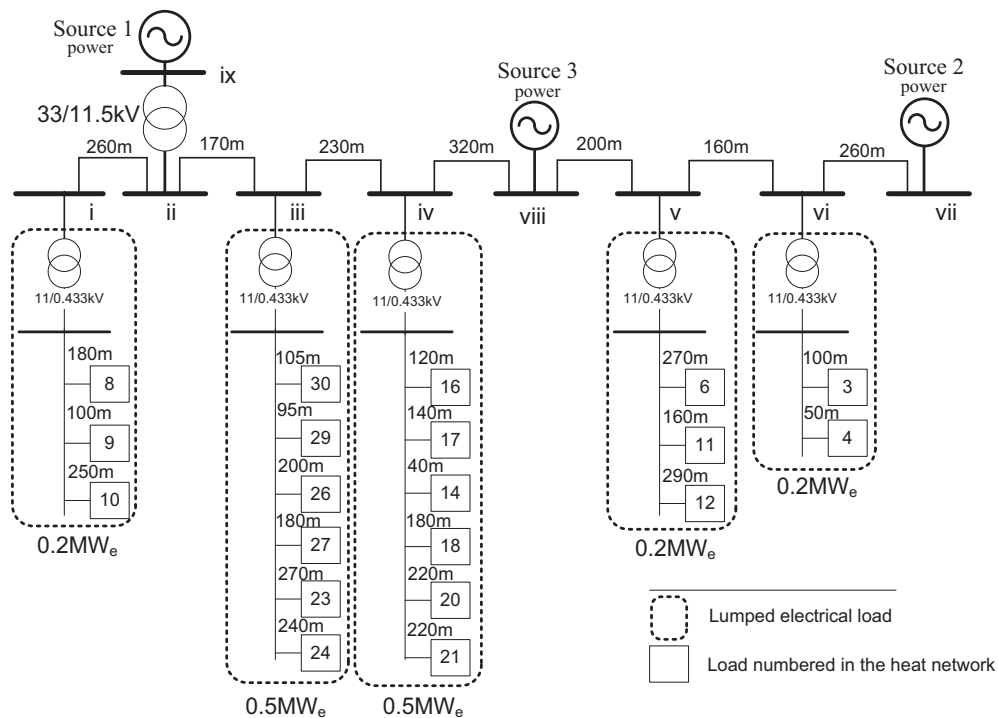 Source 1
power
ix
33/11.5kV
Source 3
power
Source 2
power
260m
170m
230m
320m
200m
160m
260m
i
ii
iii
iv
viii
v
vi
vii
11/0.433kV
11/0.433kV
11/0.433kV
11/0.433kV
11/0.433kV
180m
8
100m
9
250m
10
0.2MWe
105m
30
95m
29
200m
26
180m
27
270m
23
240m
24
0.5MWe
120m
16
140m
17
40m
14
180m
18
220m
20
220m
21
0.5MWe
270m
6
160m
11
290m
12
0.2MWe
100m
3
50m
4
0.2MWe
Lumped electrical load
Load numbered in the heat network